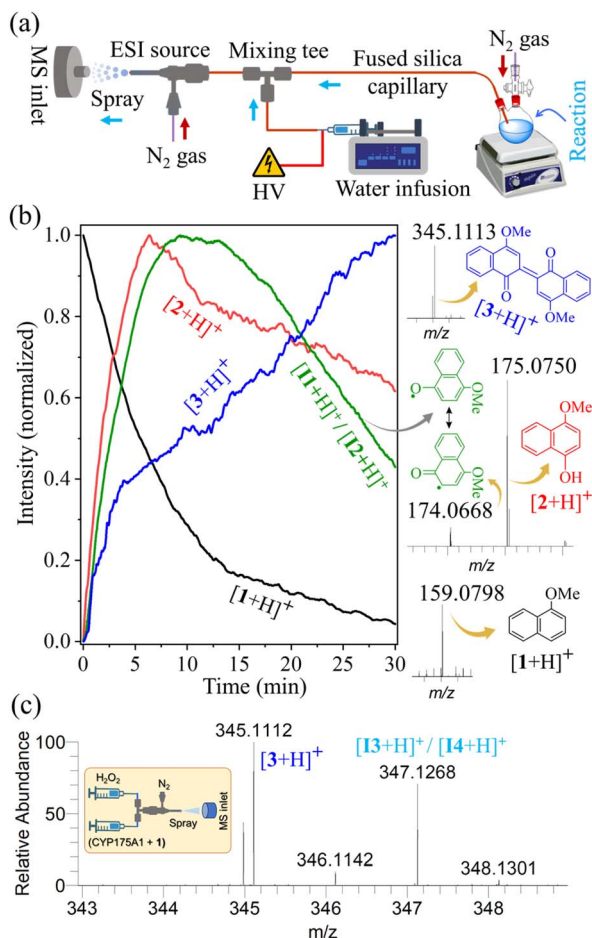 (a)
MS inlet
ESI source
Mixing tee
Fused silica
capillary
N2 gas
Spray
N2 gas
HV
Water infusion
Reaction
(b)
Intensity (normalized)
1.0
0.8
0.6
0.4
0.2
0.0
0
5
10
15
20
25
30
Time (min)
[2+H]+
[3+H]+
[I1+H]+ / [I2+H]+
[1+H]+
345.1113
m/z
OMe
O
O
OMe
[3+H]+
175.0750
•O
OMe
O
OMe
174.0668
m/z
OMe
OH
[2+H]+
159.0798
m/z
OMe
[1+H]+
(c)
Relative Abundance
100
50
0
345.1112
[3+H]+
[I3+H]+ / [I4+H]+
347.1268
346.1142
348.1301
H2O2
N2
Spray
MS inlet
(CYP175A1 + 1)
343
344
345
346
347
348
m/z